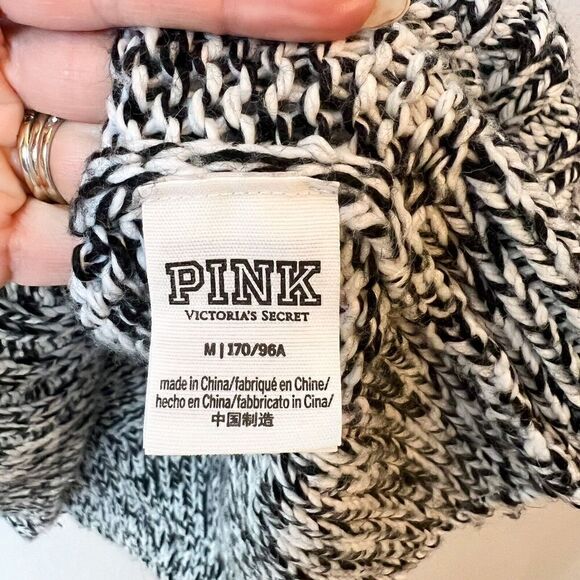 PINK
VICTORIA'S SECRET
M | 170/96A
made in China/fabriqué en Chine/
hecho en China/fabbricato in Cina/
中国制造